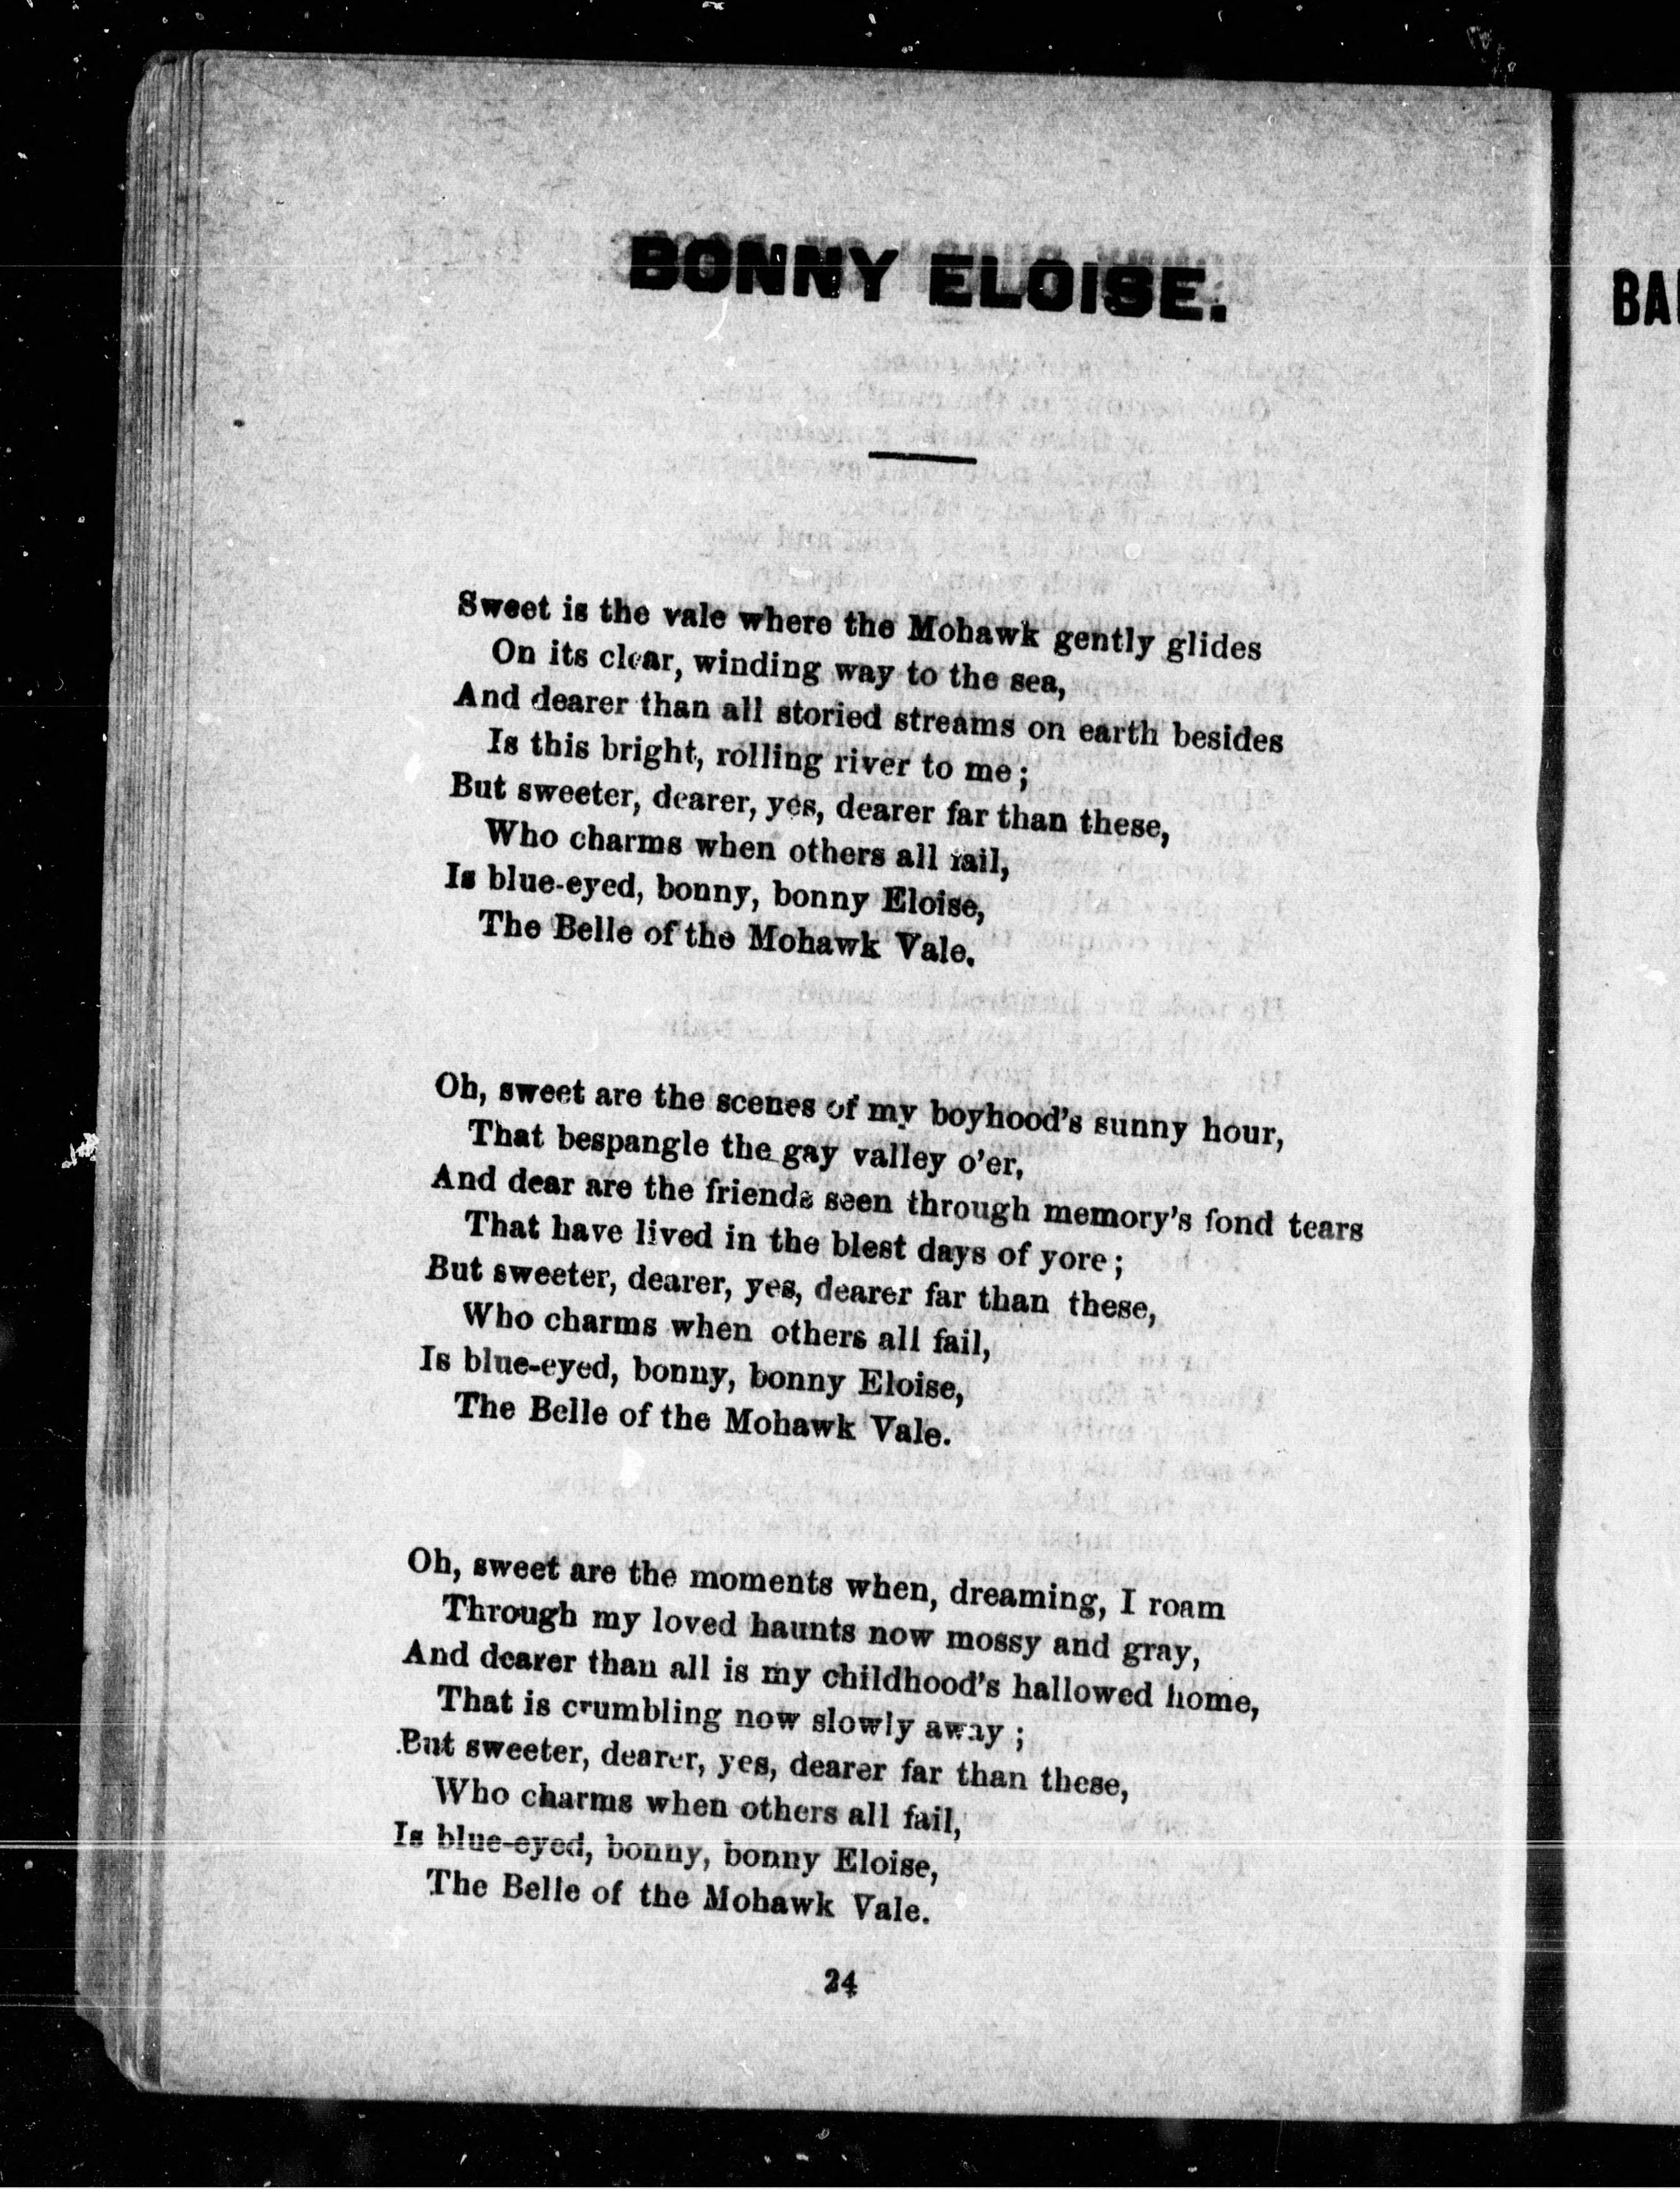 BONNY ELOISE.
Sweet is the vale where the Mohawk gently glides
On its clear, winding way to the sea,
And dearer than all storied streams on earth besides
Is this bright, rolling river to me;
But sweeter, dearer, yes, dearer far than these,
Who charms when others all fail,
Is blue-eyed, bonny, bonny Eloise,
The Belle of the Mohawk Vale.
Oh, sweet are the scenes of my boyhood's sunny hour,
That bespangle the gay valley o'er,
And dear are the friends seen through memory's fond tears
That have lived in the blest days of yore;
But sweeter, dearer, yes, dearer far than these,
Who charms when others all fail,
Is blue-eyed, bonny, bonny Eloise,
The Belle of the Mohawk Vale.
Oh, sweet are the moments when, dreaming, I roam
Through my loved haunts now mossy and gray,
And dearer than all is my childhood's hallowed home,
That is crumbling now slowly away;
But sweeter, dearer, yes, dearer far than these,
Who charms when others all fail,
Is blue-eyed, bonny, bonny Eloise,
The Belle of the Mohawk Vale.
24
BA